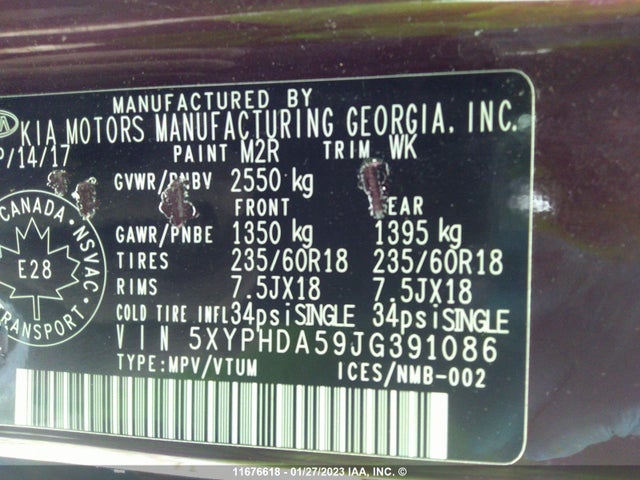 MANUFACTURED BY
KIA MOTORS MANUFACTURING GEORGIA, INC.
P/14/17 PAINT M2R TRIM WK
GVWR/PNBV 2550 kg
FRONT REAR
GAWR/PNBE 1350 kg 1395 kg
TIRES 235/60R18 235/60R18
RIMS 7.5JX18 7.5JX18
COLD TIRE INFL 34psiSINGLE 34psiSINGLE
VIN 5XYPHDA59JG391086
TYPE:MPV/VTUM ICES/NMB-002
CANADA NSVAC
E28
TRANSPORT
11676618 - 01/27/2023 IAA, INC. ©